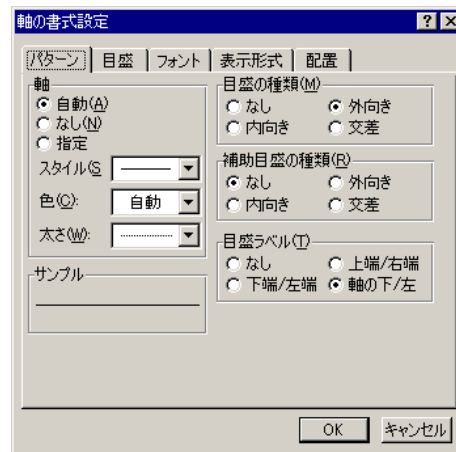 軸の書式設定
パターン 目盛 フォント 表示形式 配置
軸
自動(A)
なし(N)
指定
スタイル(S
色(C): 自動
太さ(W):
サンプル
目盛の種類(M)
なし 外向き
内向き 交差
補助目盛の種類(R)
なし 外向き
内向き 交差
目盛ラベル(T)
なし 上端/右端
下端/左端 軸の下/左
OK キャンセル